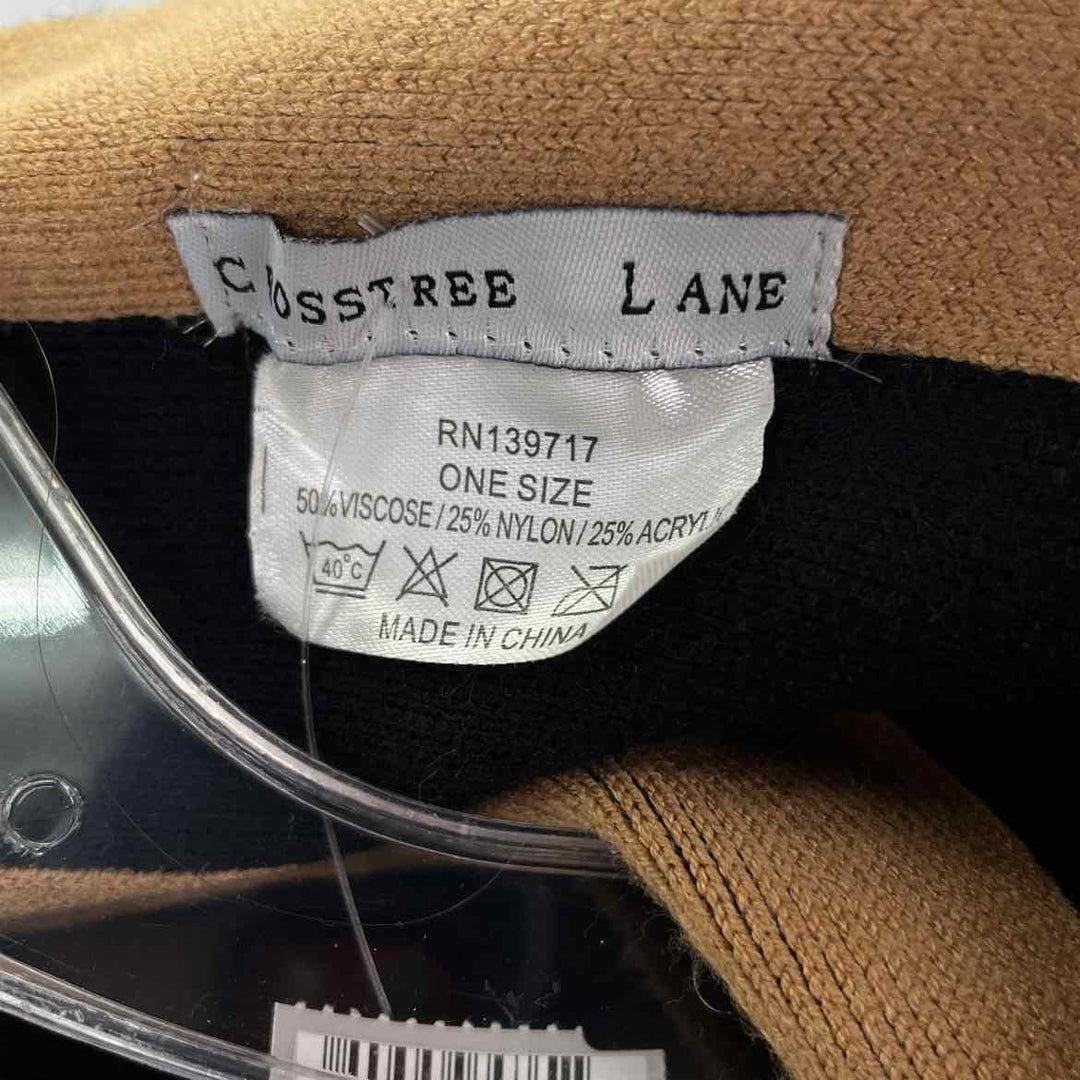 CROSSTREE LANE
RN139717
ONE SIZE
50%VISCOSE/25% NYLON/25% ACRYLIC
40°C
MADE IN CHINA